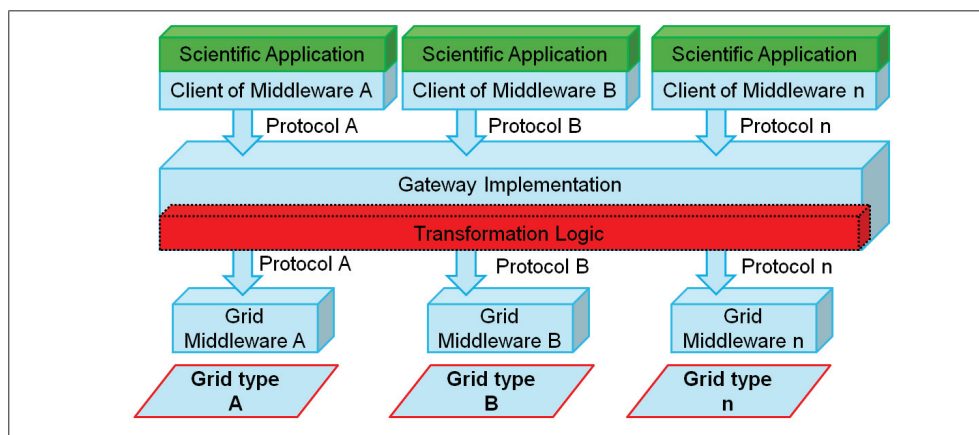 Scientific Application
Scientific Application
Scientific Application
Client of Middleware A
Client of Middleware B
Client of Middleware n
Protocol A
Protocol B
Protocol n
Gateway Implementation
Transformation Logic
Protocol A
Protocol B
Protocol n
Grid
Middleware A
Grid
Middleware B
Grid
Middleware n
Grid type
A
Grid type
B
Grid type
n